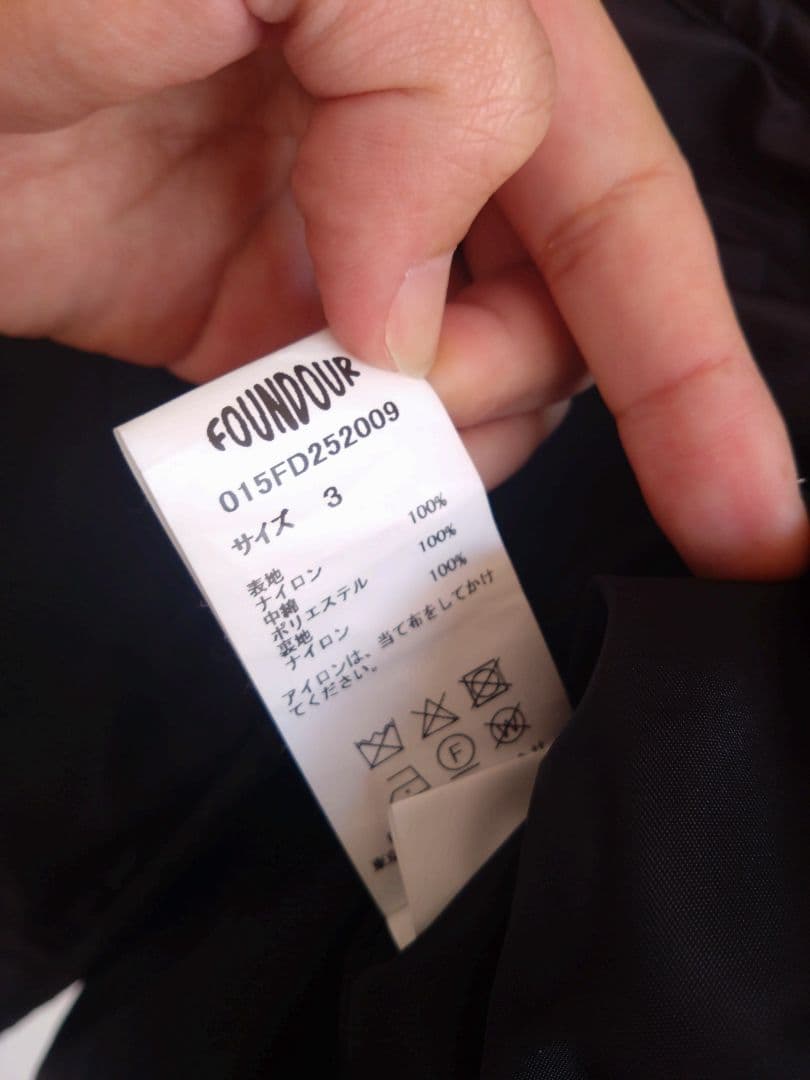 FOUNDOUR
015FD252009
サイズ 3
表地
ナイロン 100%
中綿
ポリエステル 100%
裏地
ナイロン 100%
アイロンは、当て布をしてかけ
てください。
F
W